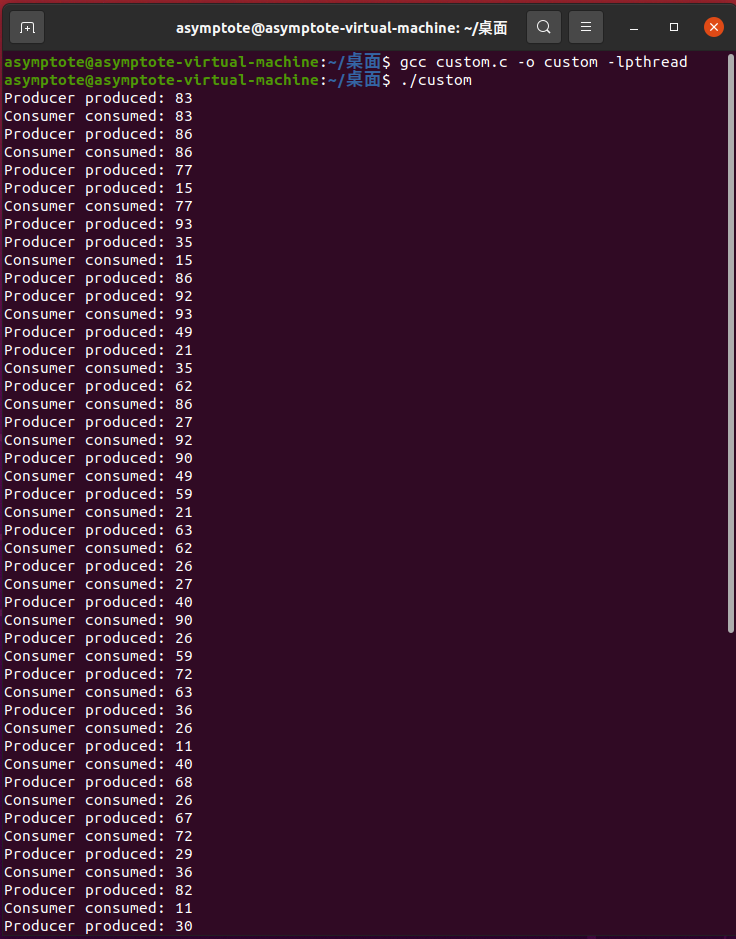 asymptote@asymptote-virtual-machine: ~/桌面
asymptote@asymptote-virtual-machine:~/桌面$ gcc custom.c -o custom -lpthread
asymptote@asymptote-virtual-machine:~/桌面$ ./custom
Producer produced: 83
Consumer consumed: 83
Producer produced: 86
Consumer consumed: 86
Producer produced: 77
Producer produced: 15
Consumer consumed: 77
Producer produced: 93
Producer produced: 35
Consumer consumed: 15
Producer produced: 86
Producer produced: 92
Consumer consumed: 93
Producer produced: 49
Producer produced: 21
Consumer consumed: 35
Producer produced: 62
Consumer consumed: 86
Producer produced: 27
Consumer consumed: 92
Producer produced: 90
Consumer consumed: 49
Producer produced: 59
Consumer consumed: 21
Producer produced: 63
Consumer consumed: 62
Producer produced: 26
Consumer consumed: 27
Producer produced: 40
Consumer consumed: 90
Producer produced: 26
Consumer consumed: 59
Producer produced: 72
Consumer consumed: 63
Producer produced: 36
Consumer consumed: 26
Producer produced: 11
Consumer consumed: 40
Producer produced: 68
Consumer consumed: 26
Producer produced: 67
Consumer consumed: 72
Producer produced: 29
Consumer consumed: 36
Producer produced: 82
Consumer consumed: 11
Producer produced: 30